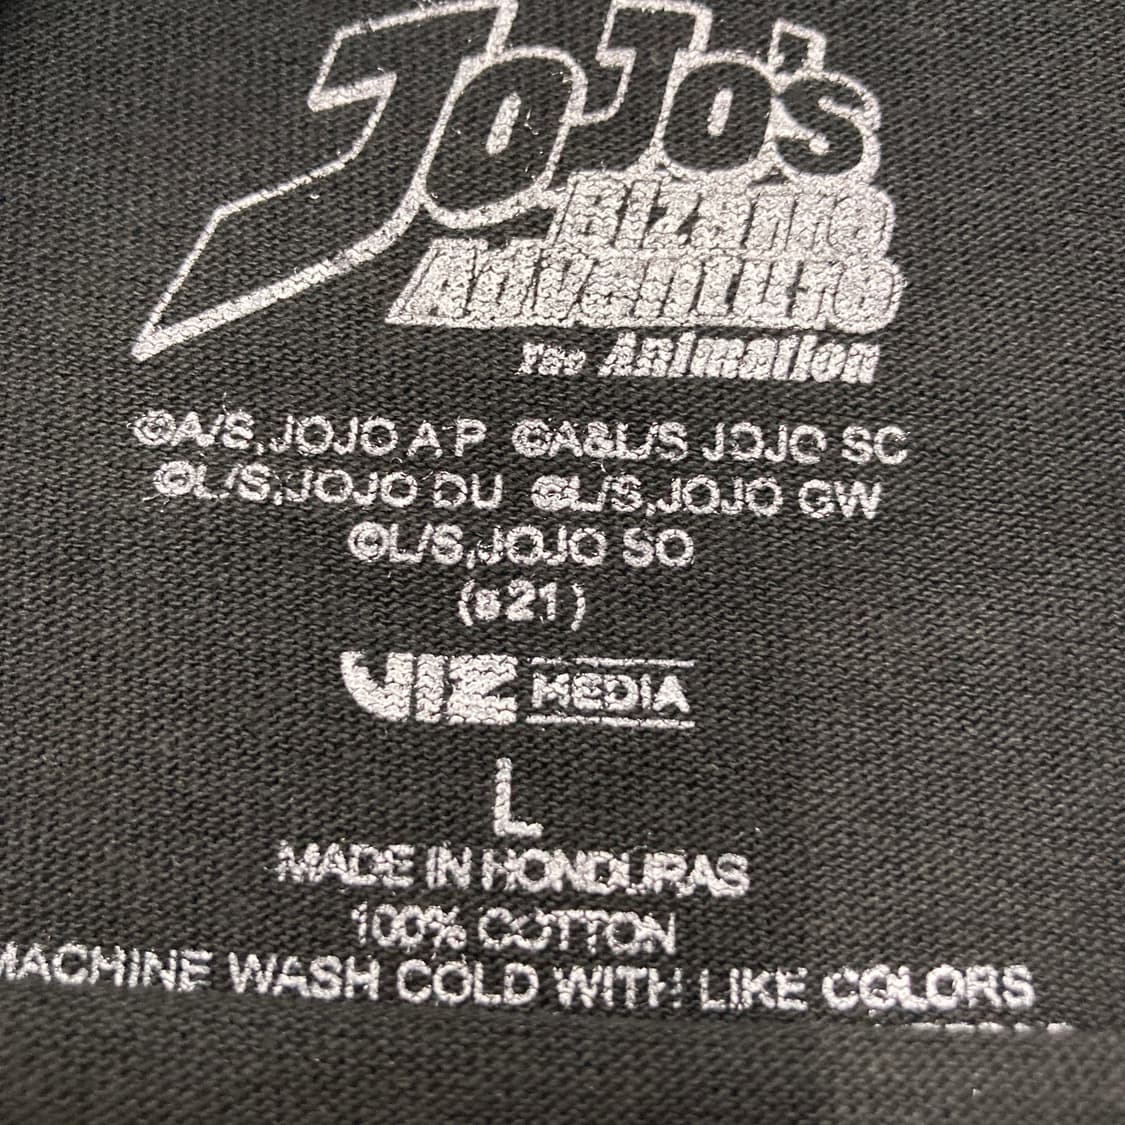 JoJo's
Bizarre
Adventure
The Animation
©A/S,JOJO A P ©A&L/S JOJO SC
©L/S,JOJO DU ©L/S,JOJO GW
©L/S,JOJO SO
(s21)
VIZ MEDIA
L
MADE IN HONDURAS
100% COTTON
MACHINE WASH COLD WITH LIKE COLORS